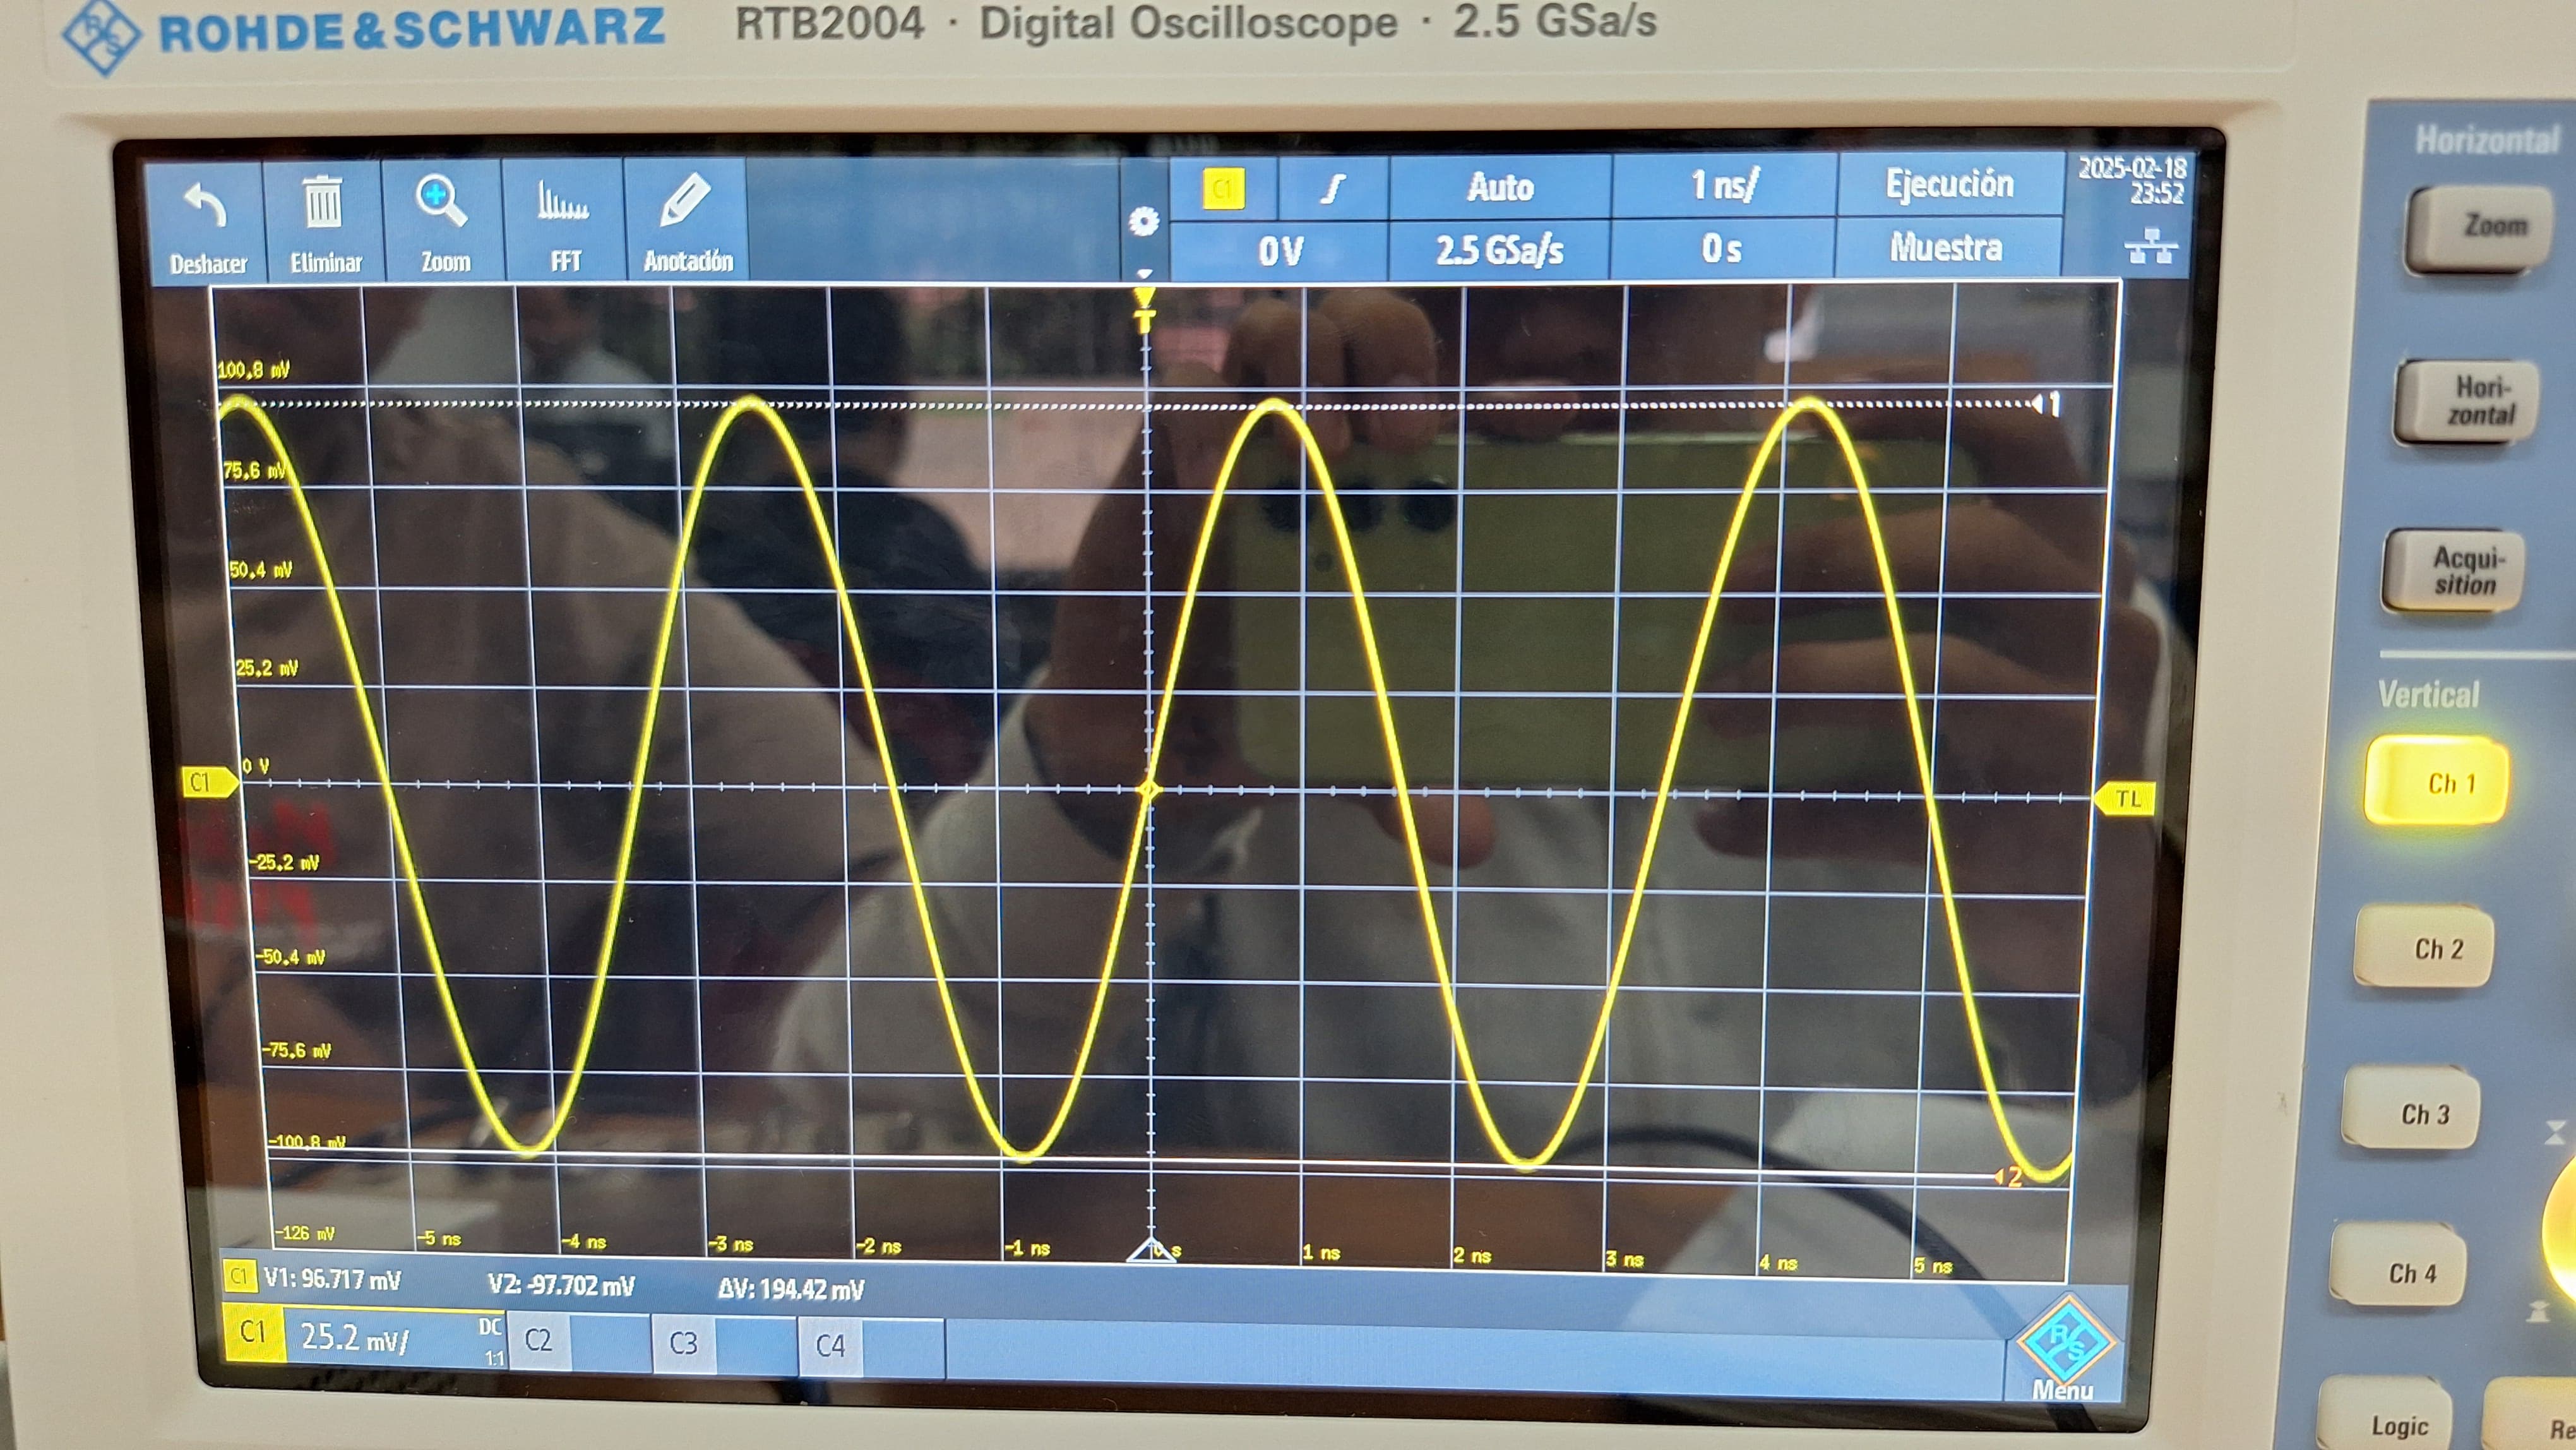 ROHDE&SCHWARZ RTB2004 · Digital Oscilloscope · 2.5 GSa/s
Deshacer Eliminar Zoom FFT Anotación
C1 Auto 1 ns/ Ejecución
0 V 2.5 GSa/s 0 s Muestra
2025-02-18
23:52
T
100.8 mV
1
75.6 mV
50.4 mV
25.2 mV
0 V
C1
TL
-25.2 mV
-50.4 mV
-75.6 mV
-100.8 mV
2
-126 mV
-5 ns -4 ns -3 ns -2 ns -1 ns 0 s 1 ns 2 ns 3 ns 4 ns 5 ns
C1 V1: 96.717 mV V2: -97.702 mV ΔV: 194.42 mV
C1 25.2 mV/ DC 1:1 C2 C3 C4
R S
Menu
Horizontal
Zoom
Hori-
zontal
Acqui-
sition
Vertical
Ch 1
Ch 2
Ch 3
Ch 4
Logic